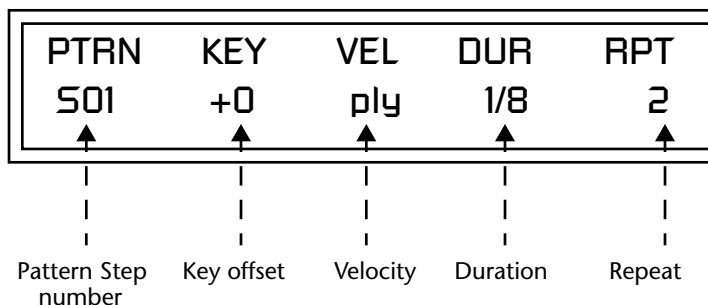 PTRN KEY VEL DUR RPT
S01 +0 ply 1/8 2
Pattern Step number Key offset Velocity Duration Repeat